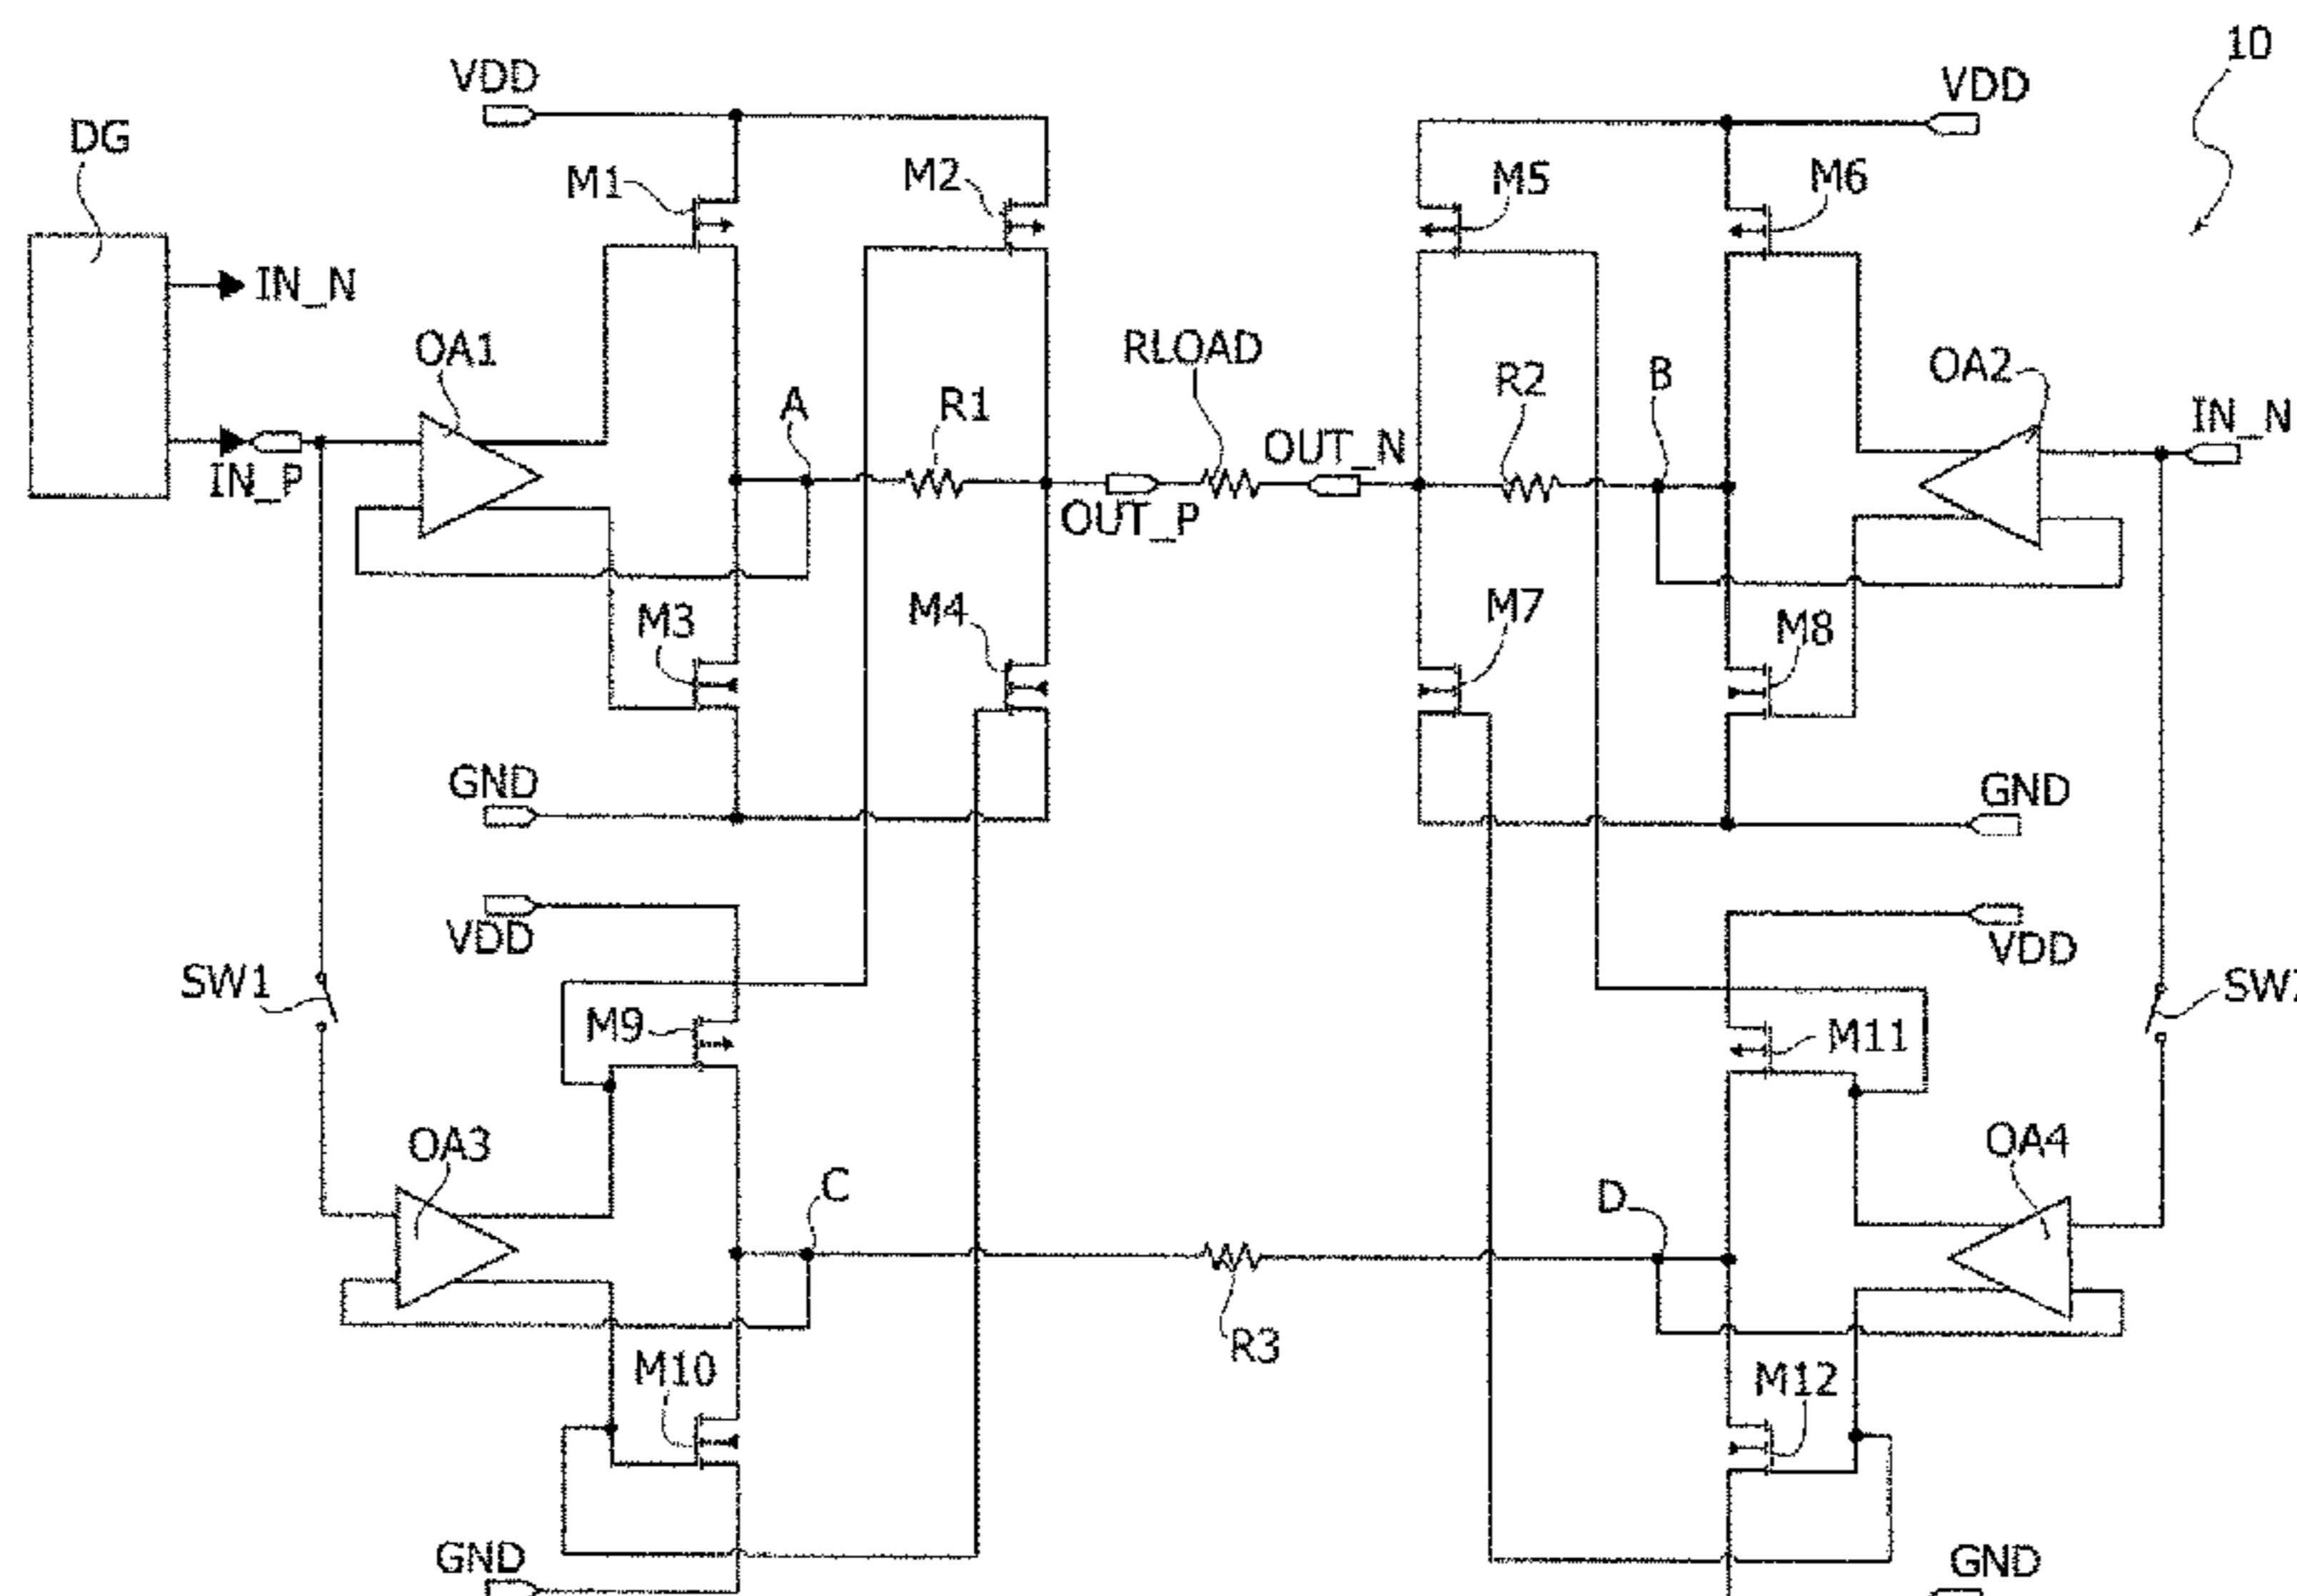 10
VDD
VDD
DG
M1
M2
M5
M6
IN_N
OA1
RLOAD
R2
B
OA2
A
R1
OUT_N
IN_N
IN_P
OUT_P
M3
M4
M7
M8
GND
GND
VDD
VDD
SW1
M9
M11
OA3
OA4
C
D
R3
M10
M12
GND
GND